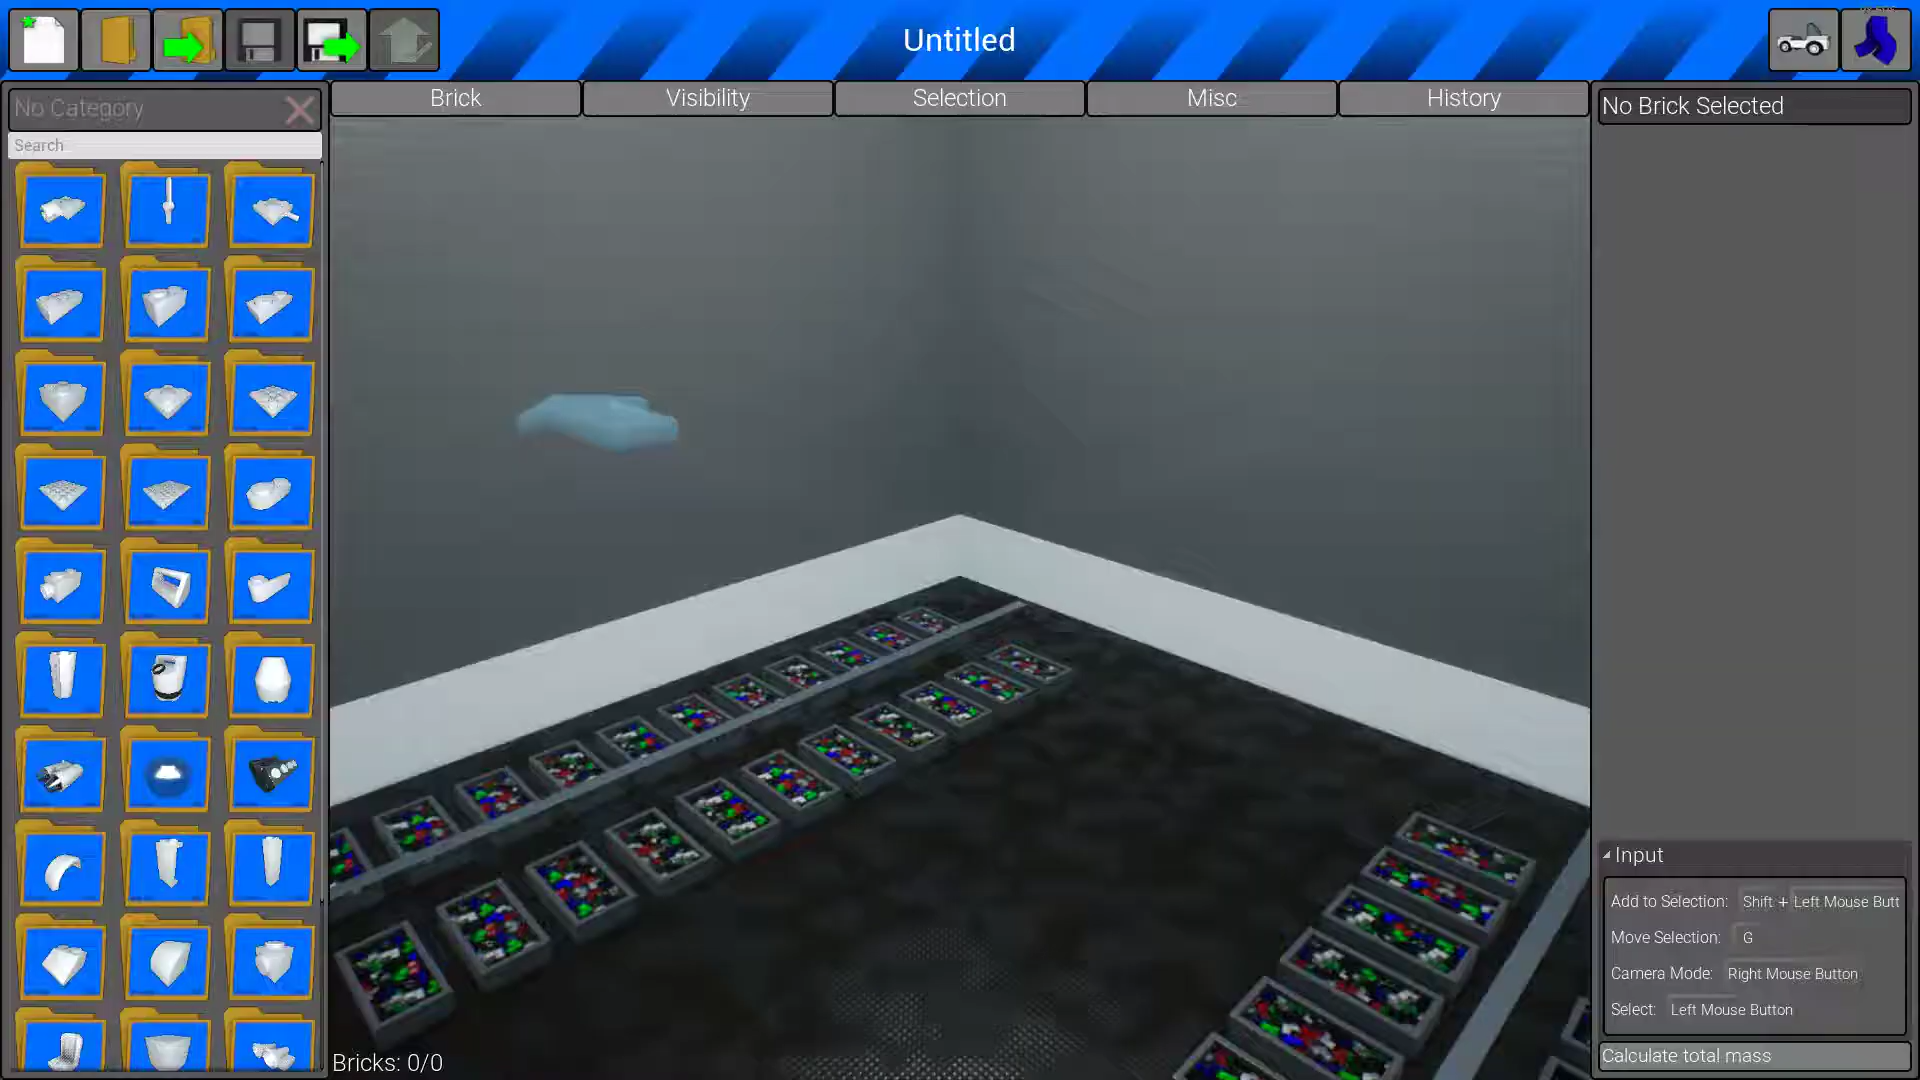 Untitled
No Category
Search
Brick
Visibility
Selection
Misc
History
No Brick Selected
Input
Add to Selection: Shift + Left Mouse Butt
Move Selection: G
Camera Mode: Right Mouse Button
Select: Left Mouse Button
Calculate total mass
Bricks: 0/0